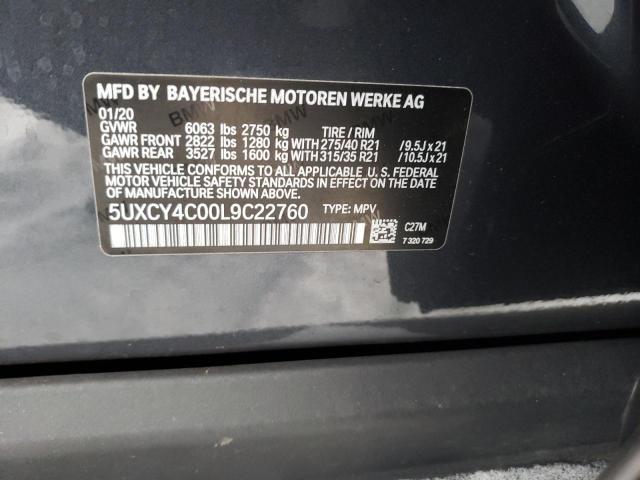 MFD BY BAYERISCHE MOTOREN WERKE AG
01/20
GVWR 6063 lbs 2750 kg TIRE / RIM
GAWR FRONT 2822 lbs 1280 kg WITH 275/40 R21 / 9.5J x 21
GAWR REAR 3527 lbs 1600 kg WITH 315/35 R21 / 10.5J x 21
THIS VEHICLE CONFORMS TO ALL APPLICABLE U. S. FEDERAL
MOTOR VEHICLE SAFETY STANDARDS IN EFFECT ON THE DATE
OF MANUFACTURE SHOWN ABOVE.
5UXCY4C00L9C22760 TYPE: MPV
C27M
7 320 729